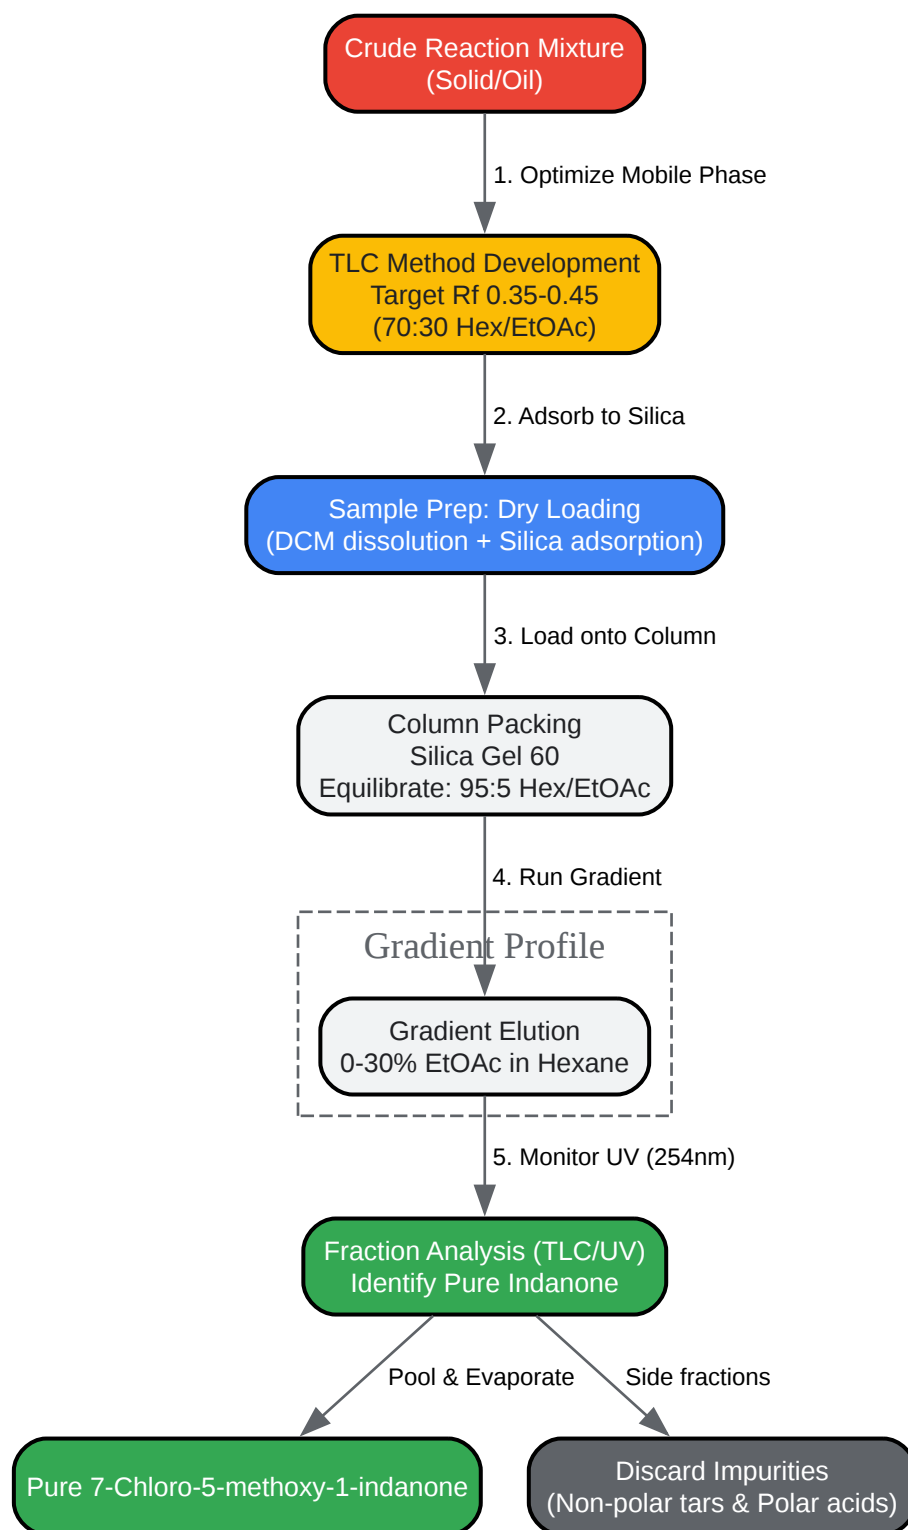 Crude Reaction Mixture
(Solid/Oil)
1. Optimize Mobile Phase
TLC Method Development
Target Rf 0.35-0.45
(70:30 Hex/EtOAc)
2. Adsorb to Silica
Sample Prep: Dry Loading
(DCM dissolution + Silica adsorption)
3. Load onto Column
Column Packing
Silica Gel 60
Equilibrate: 95:5 Hex/EtOAc
4. Run Gradient
Gradient Profile
Gradient Elution
0-30% EtOAc in Hexane
5. Monitor UV (254nm)
Fraction Analysis (TLC/UV)
Identify Pure Indanone
Pool & Evaporate
Side fractions
Pure 7-Chloro-5-methoxy-1-indanone
Discard Impurities
(Non-polar tars & Polar acids)